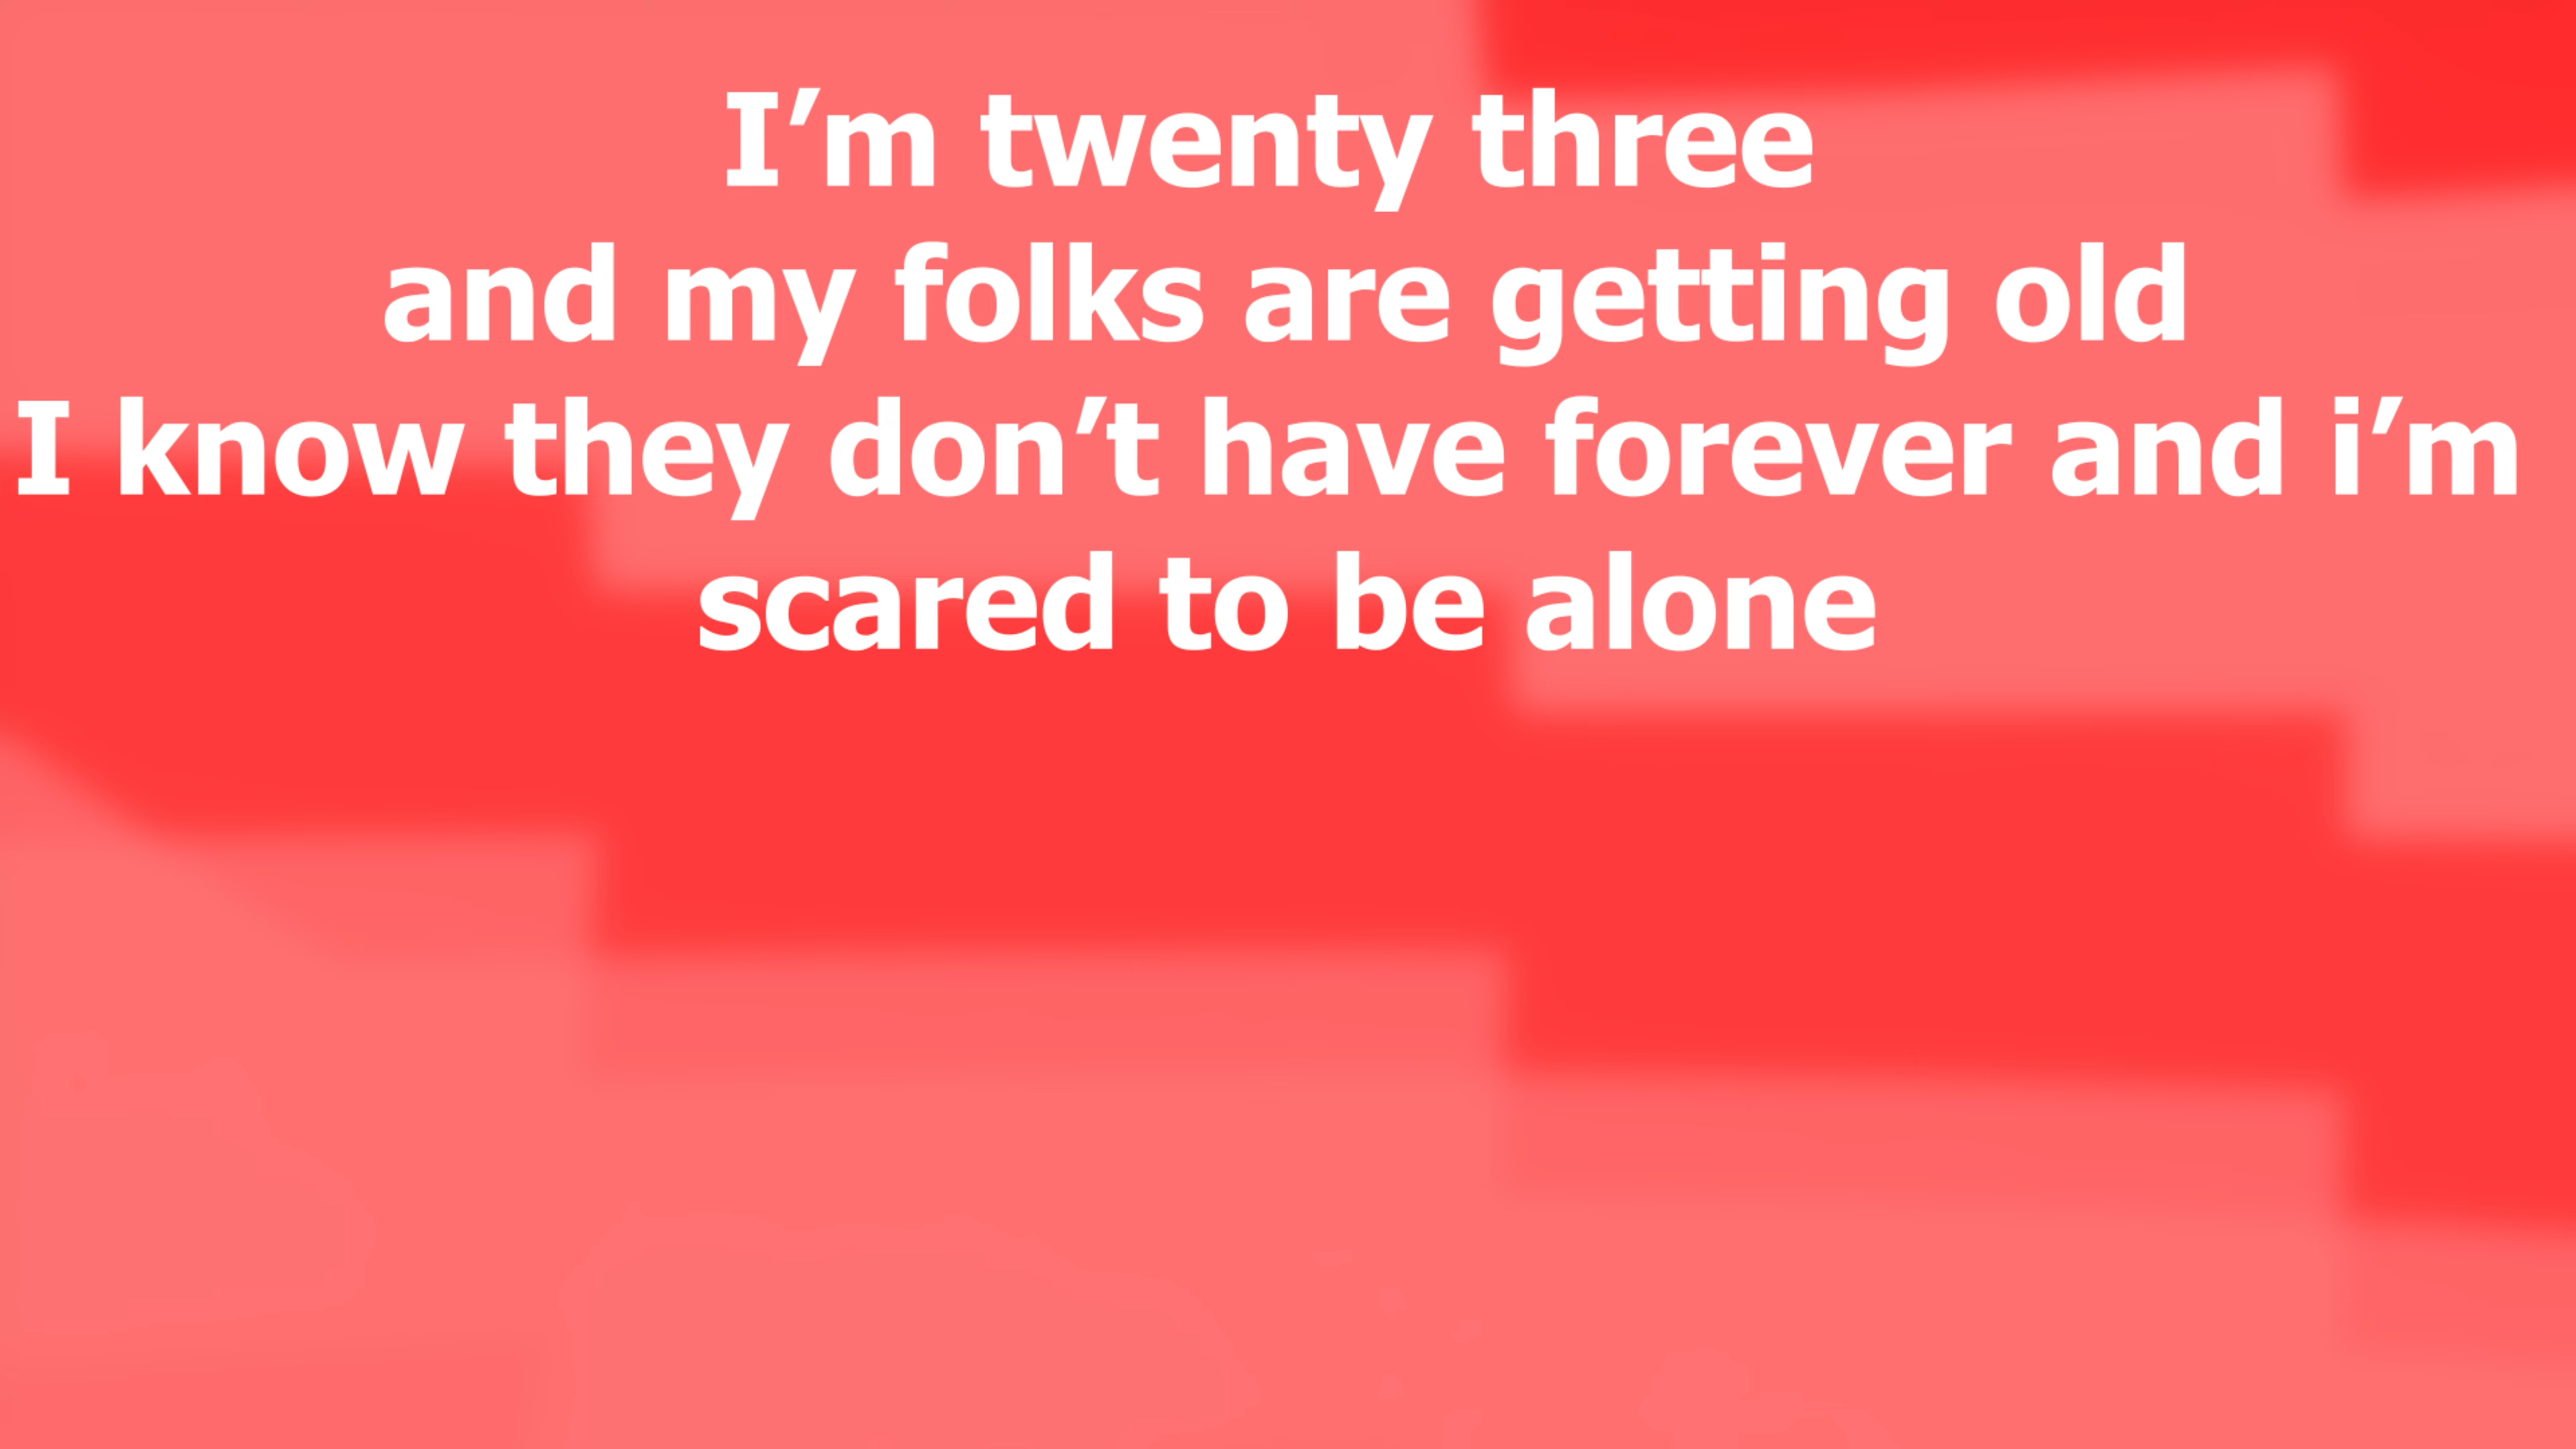 I’m twenty three
and my folks are getting old
I know they don’t have forever and i’m
scared to be alone